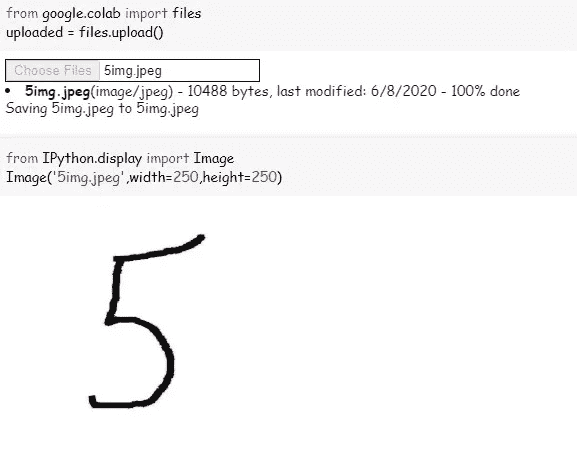 from google.colab import files
uploaded = files.upload()
Choose Files 5img.jpeg
• 5img.jpeg(image/jpeg) - 10488 bytes, last modified: 6/8/2020 - 100% done
Saving 5img.jpeg to 5img.jpeg
from IPython.display import Image
Image('5img.jpeg',width=250,height=250)
5